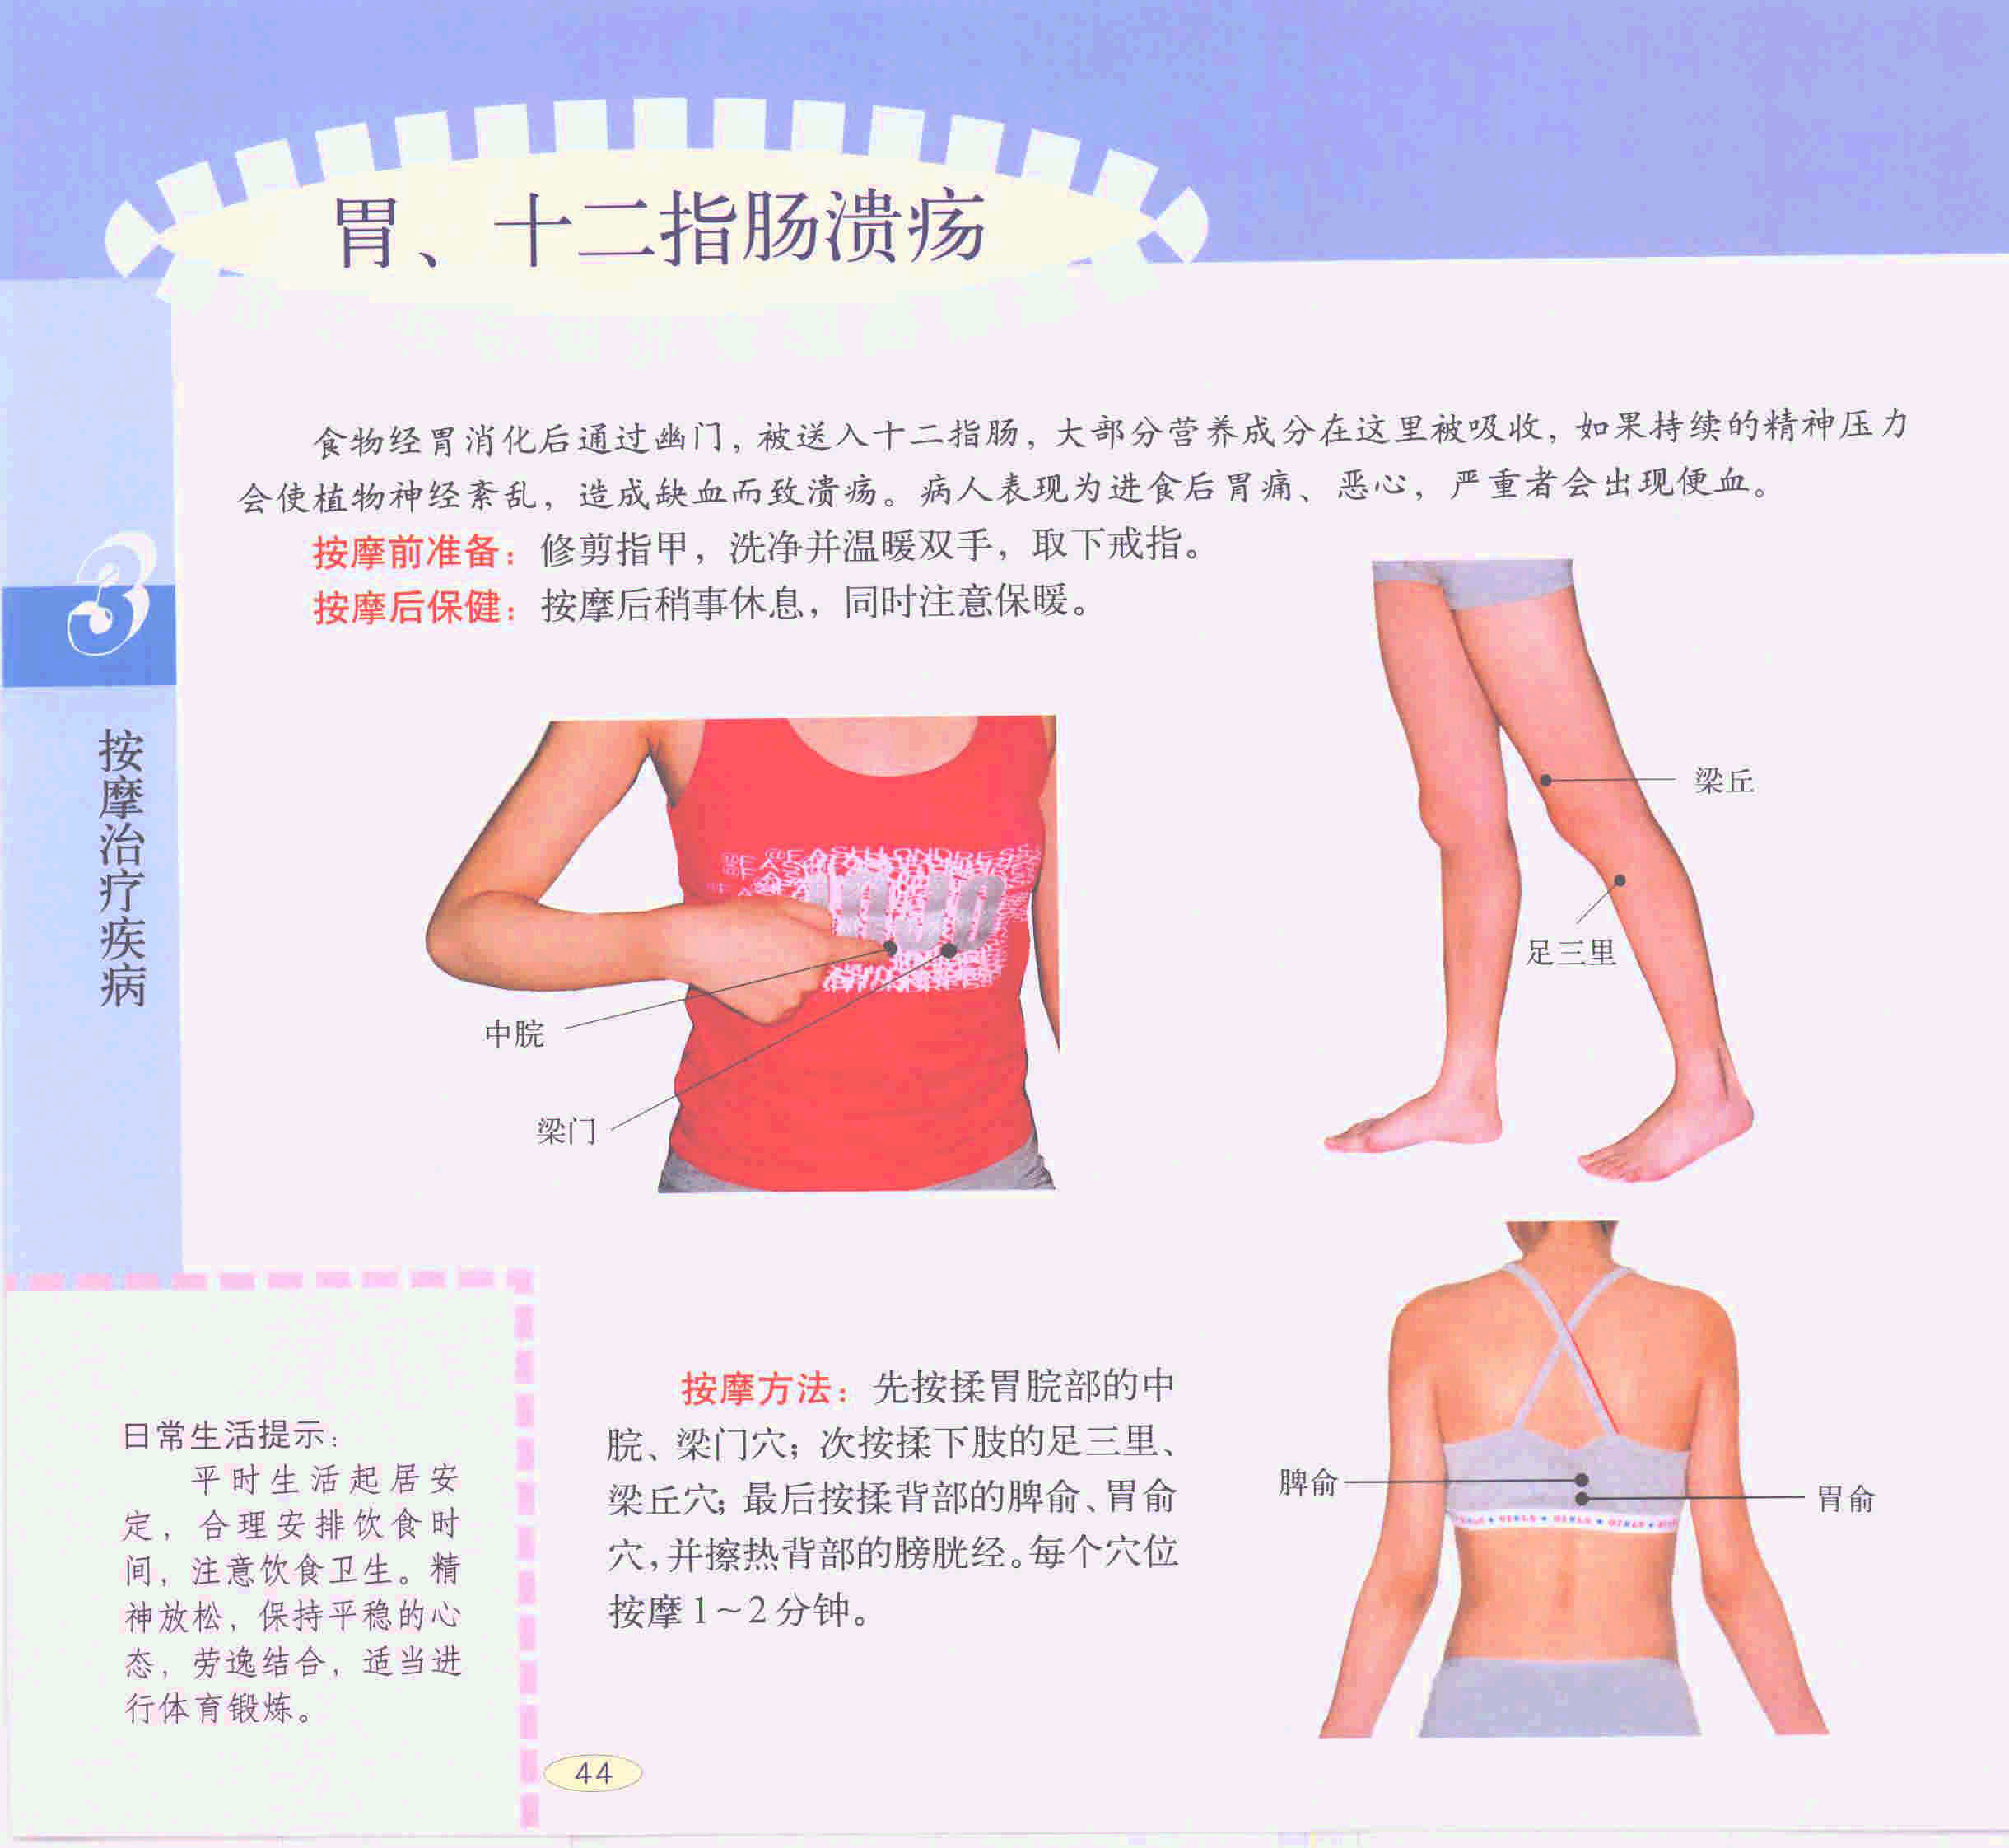 胃、十二指肠溃疡
食物经胃消化后通过幽门，被送入十二指肠，大部分营养成分在这里被吸收，如果持续的精神压力
会使植物神经紊乱，造成缺血而致溃疡。病人表现为进食后胃痛、恶心，严重者会出现便血。
按摩前准备：修剪指甲，洗净并温暖双手，取下戒指。
按摩后保健：按摩后稍事休息，同时注意保暖。
3
按摩治疗疾病
梁丘
足三里
中脘
梁门
按摩方法：先按揉胃脘部的中
脘、梁门穴；次按揉下肢的足三里、
梁丘穴；最后按揉背部的脾俞、胃俞
穴，并擦热背部的膀胱经。每个穴位
按摩1～2分钟。
脾俞
胃俞
日常生活提示：
平时生活起居安
定，合理安排饮食时
间，注意饮食卫生。精
神放松，保持平稳的心
态，劳逸结合，适当进
行体育锻炼。
44